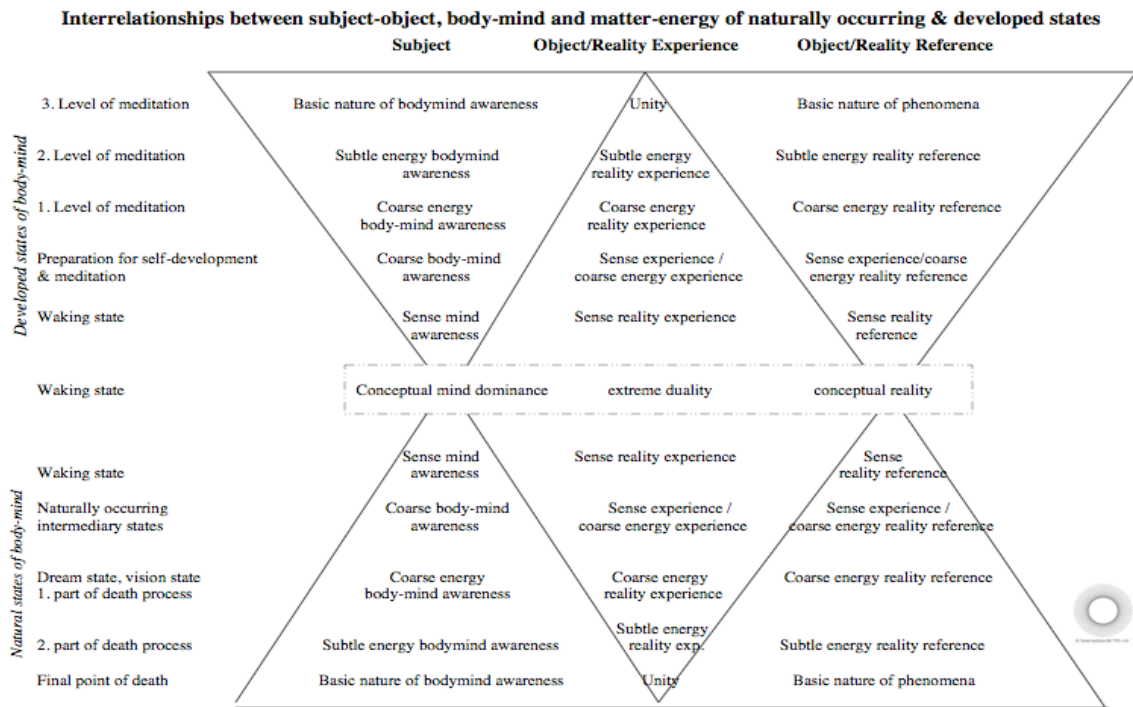 Interrelationships between subject-object, body-mind and matter-energy of naturally occurring & developed states
Subject Object/Reality Experience Object/Reality Reference
Developed states of body-mind
3. Level of meditation Basic nature of bodymind awareness Unity Basic nature of phenomena
2. Level of meditation Subtle energy bodymind Subtle energy Subtle energy reality reference
awareness reality experience
1. Level of meditation Coarse energy Coarse energy Coarse energy reality reference
body-mind awareness reality experience
Preparation for self-development Coarse body-mind Sense experience / Sense experience/coarse
& meditation awareness coarse energy experience energy reality reference
Waking state Sense mind Sense reality experience Sense reality
awareness reference
Waking state Conceptual mind dominance extreme duality conceptual reality
Natural states of body-mind
Sense mind Sense reality experience Sense
Waking state awareness reality reference
Naturally occurring Coarse body-mind Sense experience / Sense experience /
intermediary states awareness coarse energy experience coarse energy reality reference
Dream state, vision state Coarse energy Coarse energy Coarse energy reality reference
1. part of death process body-mind awareness reality experience
Subtle energy
2. part of death process Subtle energy bodymind awareness reality exp. Subtle energy reality reference
Final point of death Basic nature of bodymind awareness Unity Basic nature of phenomena